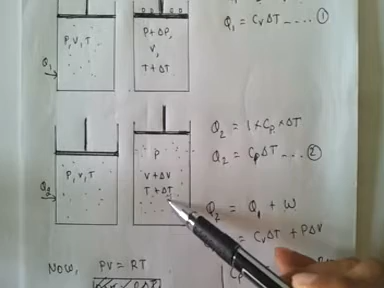 P, V, T
P+ΔP,
V,
T+ΔT
Q₁
Q₁ = CᵥΔT ---- ①
P, V, T
P
V+ΔV
T+ΔT
Q₂
Q₂ = 1×Cₚ×ΔT
Q₂ = CₚΔT --- ②
Q₂ = Q₁ + W
= CᵥΔT + PΔV
Cₚ
Now, PV = RT